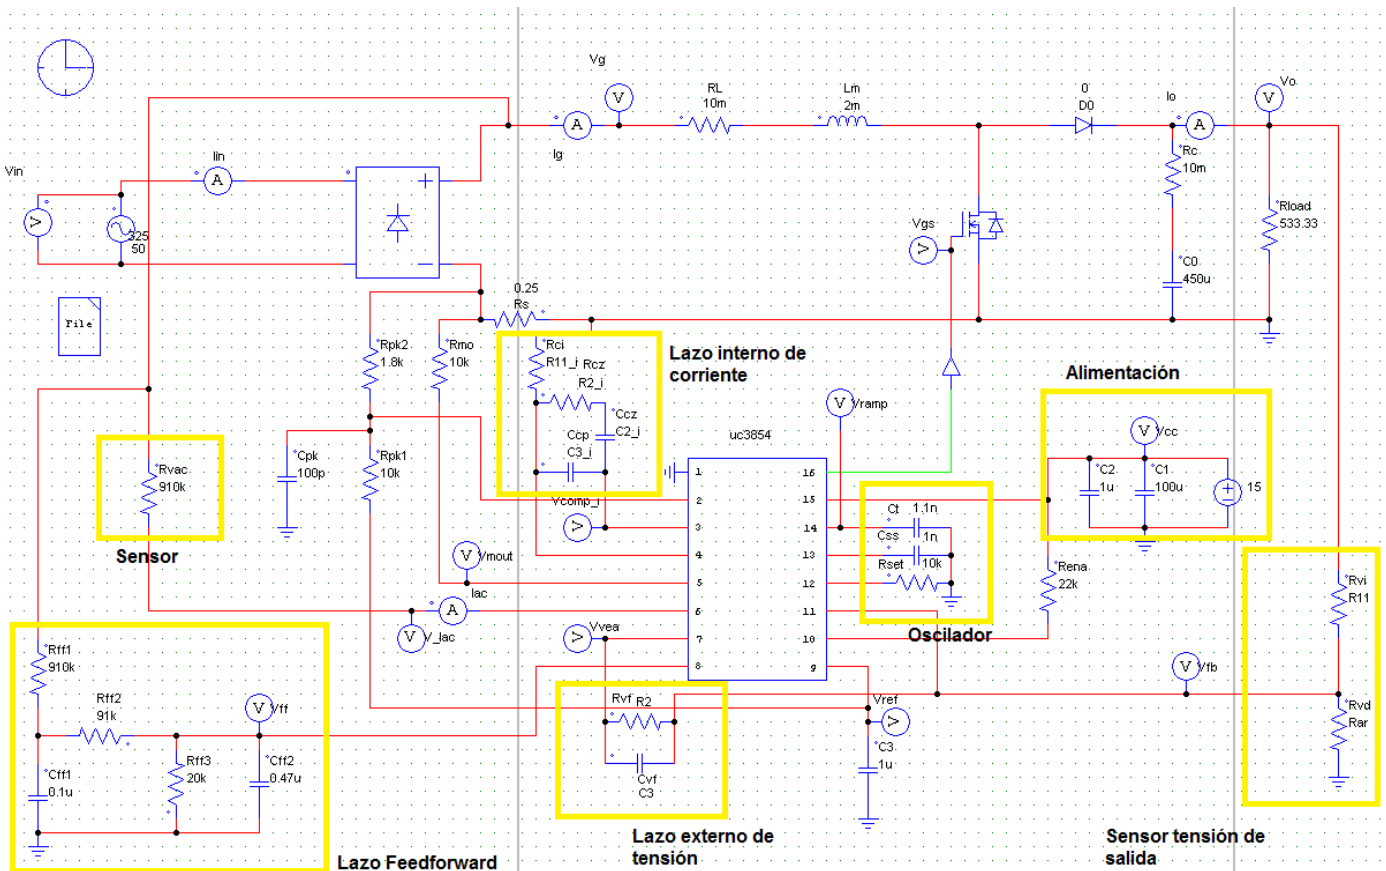 Vg
V
RL
10m
Lm
2m
0
D0
Io
A
Vo
V
A
Ig
Rc
10m
Iin
A
Vin
V
325
50
Rload
533.33
Vgs
V
C0
450u
File
0.25
Rs
Rpk2
1.8k
Rmo
10k
Rci
R11_i
Rcz
R2_i
Lazo interno de
corriente
Alimentación
Ccz
C2_i
Ccp
C3_i
V
Vramp
V
Vcc
uc3854
Rvac
910k
Sensor
Cpk
100p
Rpk1
10k
C2
1u
C1
100u
15
Vcomp_i
V
Ct
1.1n
Css
1n
Rset
10k
Oscilador
V
Vmout
Iac
A
V
V_Iac
1
2
3
4
5
6
7
8
16
15
14
13
12
11
10
9
Rena
22k
Rvi
R11
Vvea
V
V
Vfb
Rff1
910k
Rff2
91k
V
Vff
Rvf
R2
Vref
V
Rvd
Rar
Cff1
0.1u
Rff3
20k
Cff2
0.47u
Cvf
C3
C3
1u
Lazo Feedforward
Lazo externo de
tensión
Sensor tensión de
salida